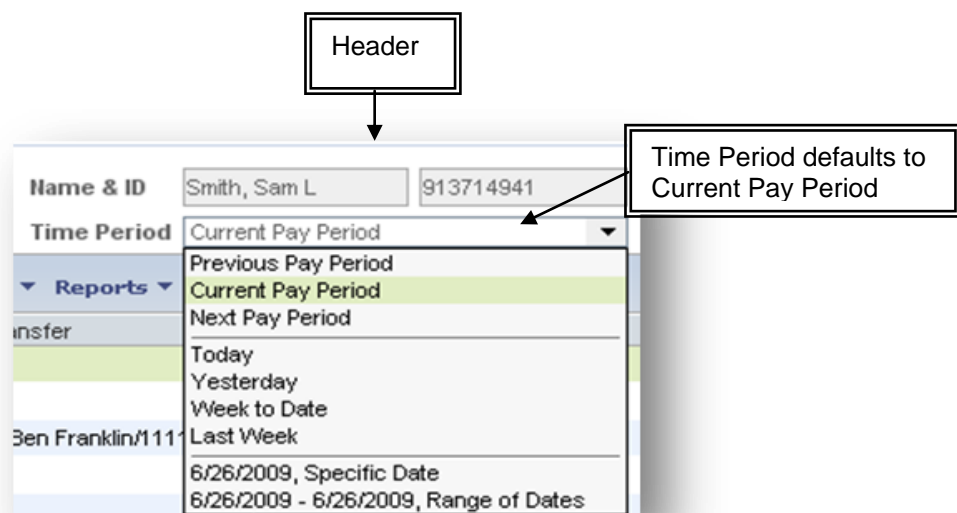 Header
Time Period defaults to
Current Pay Period
Name & ID Smith, Sam L 913714941
Time Period Current Pay Period
Previous Pay Period
Reports Current Pay Period
Next Pay Period
ansfer
Today
Yesterday
Week to Date
Ben Franklin/111 Last Week
6/26/2009, Specific Date
6/26/2009 - 6/26/2009, Range of Dates